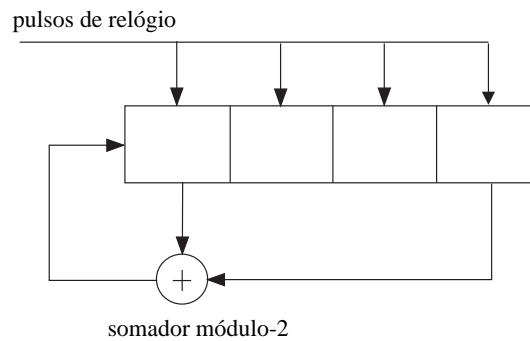 pulsos de relógio
+
somador módulo-2